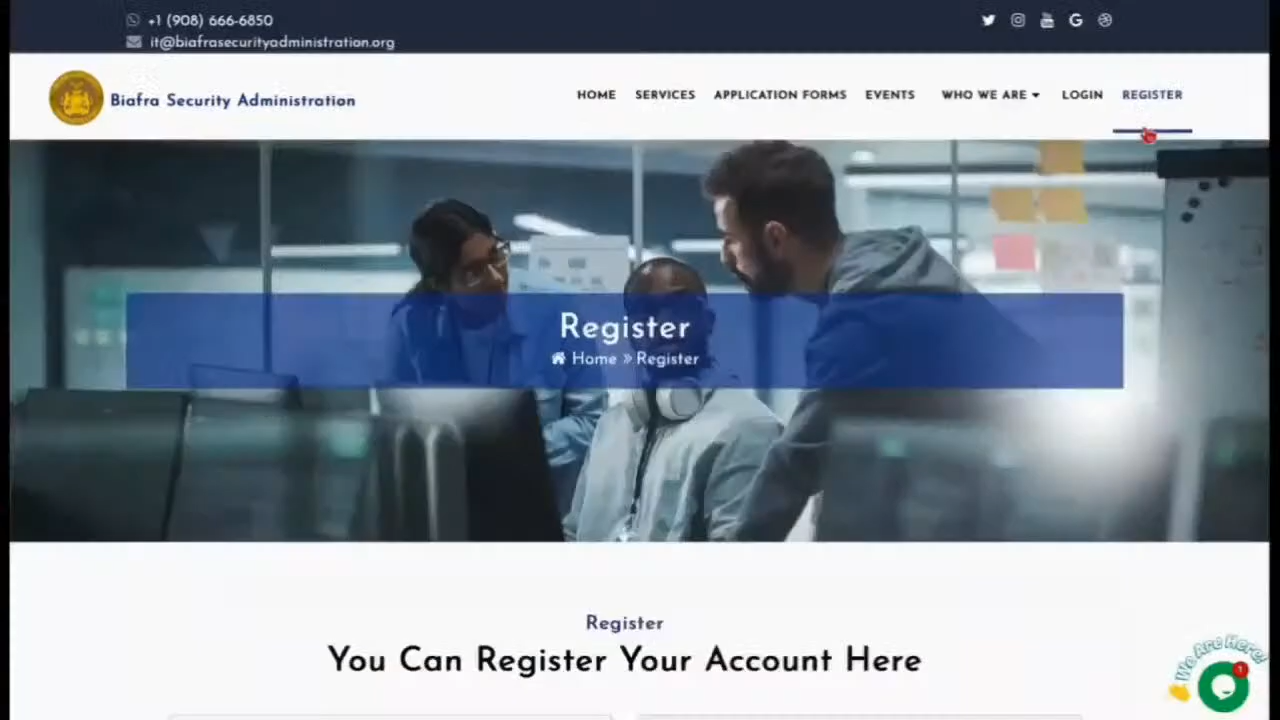 +1 (908) 666-6850
it@biafrasecurityadministration.org
Biafra Security Administration
HOME SERVICES APPLICATION FORMS EVENTS WHO WE ARE LOGIN REGISTER
Register
Home » Register
Register
You Can Register Your Account Here
We Are Here!
1